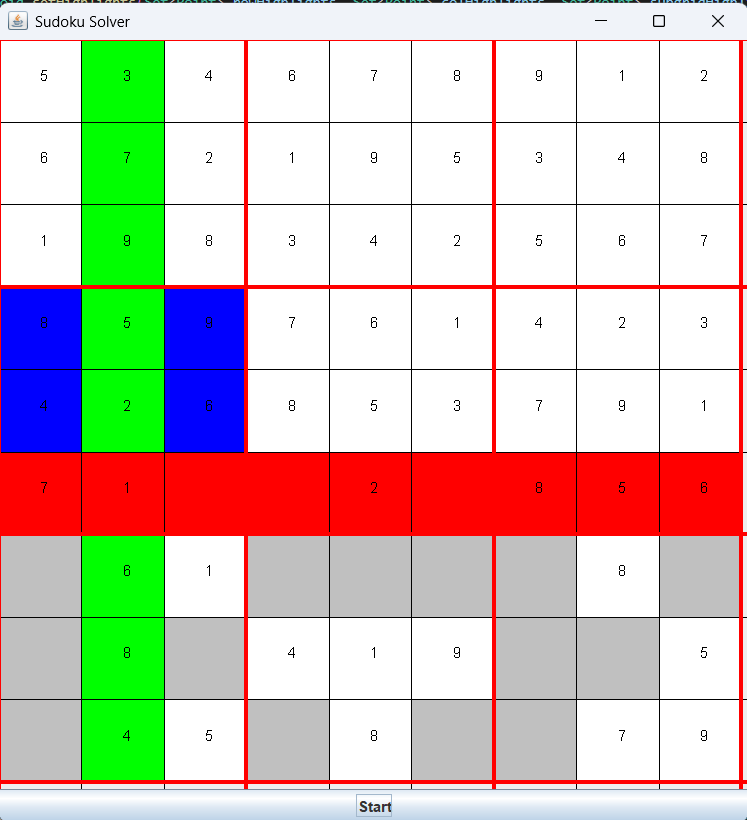 Sudoku Solver
5 3 4 6 7 8 9 1 2
6 7 2 1 9 5 3 4 8
1 9 8 3 4 2 5 6 7
8 5 9 7 6 1 4 2 3
4 2 6 8 5 3 7 9 1
7 1 2 8 5 6
6 1 8
8 4 1 9 5
4 5 8 7 9
Start